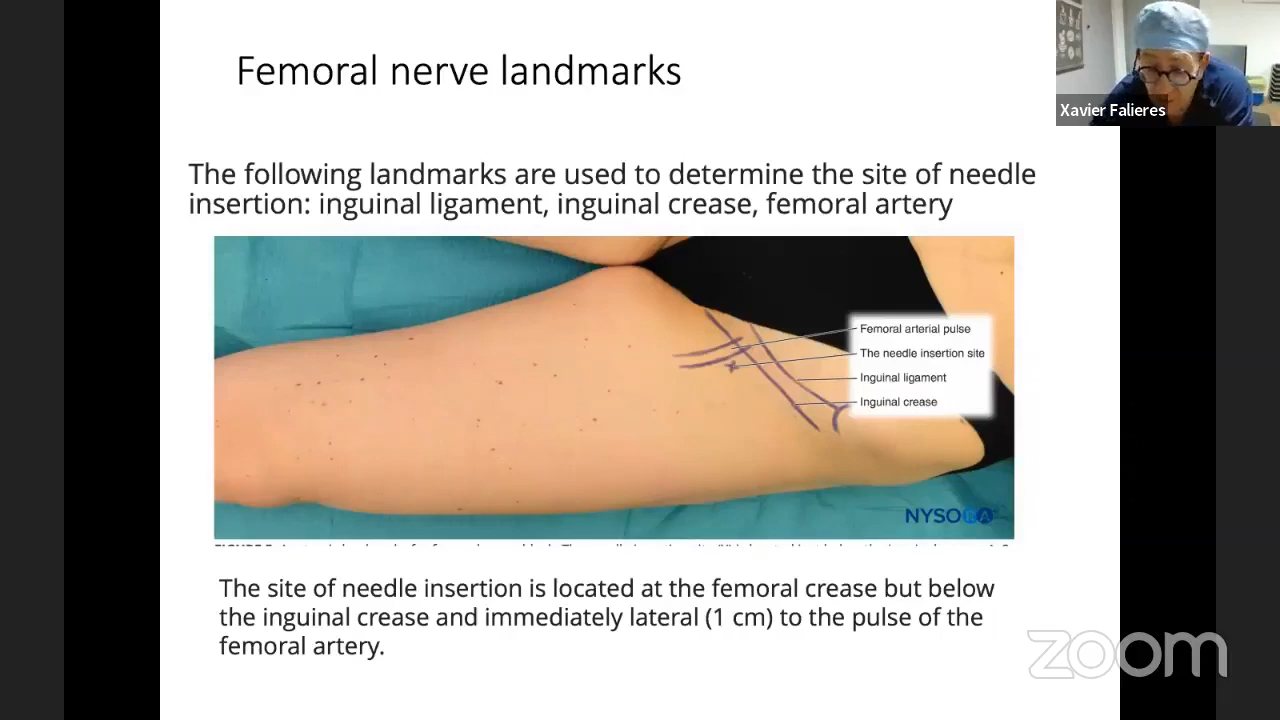 Femoral nerve landmarks
Xavier Falieres
The following landmarks are used to determine the site of needle
insertion: inguinal ligament, inguinal crease, femoral artery
Femoral arterial pulse
The needle insertion site
Inguinal ligament
Inguinal crease
NYSORA
The site of needle insertion is located at the femoral crease but below
the inguinal crease and immediately lateral (1 cm) to the pulse of the
femoral artery.
zoom